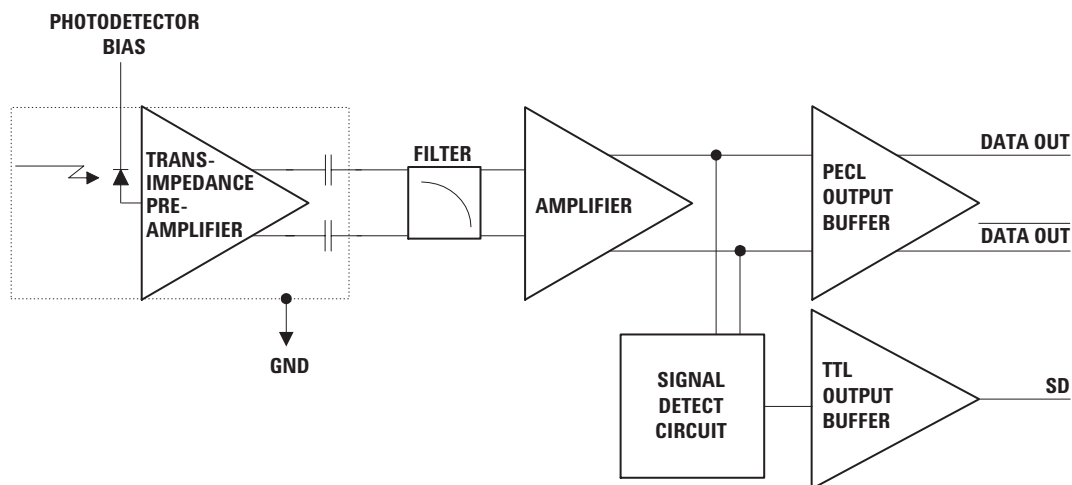 PHOTODETECTOR
BIAS
TRANS-
IMPEDANCE
PRE-
AMPLIFIER
GND
FILTER
AMPLIFIER
PECL
OUTPUT
BUFFER
DATA OUT
DATA OUT
SIGNAL
DETECT
CIRCUIT
TTL
OUTPUT
BUFFER
SD